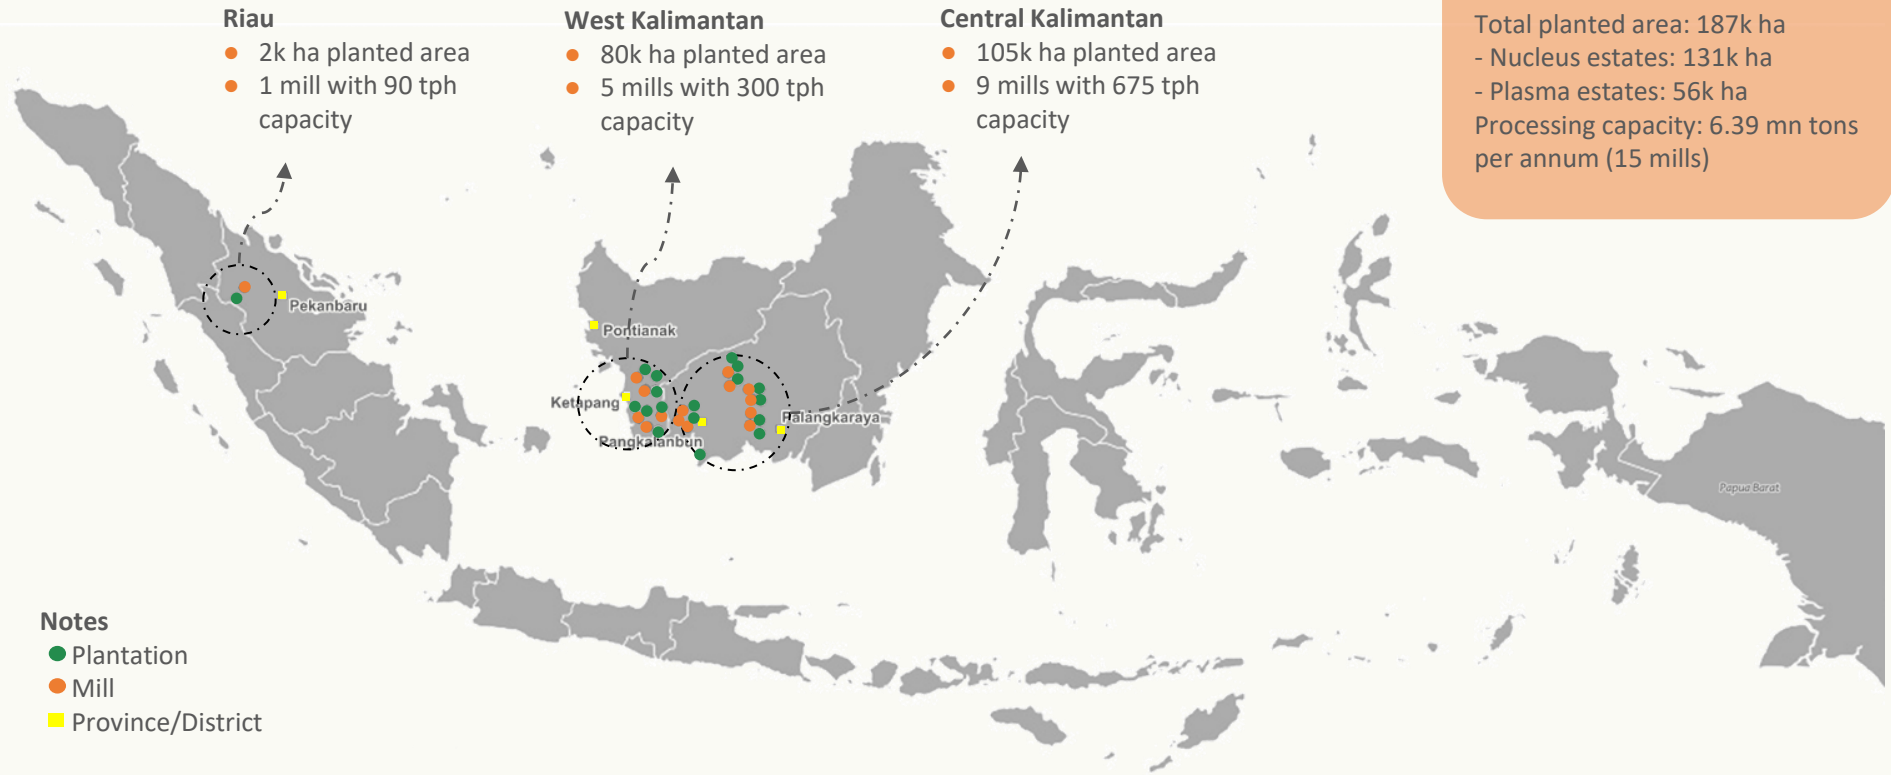 Riau
2k ha planted area
1 mill with 90 tph
capacity
West Kalimantan
80k ha planted area
5 mills with 300 tph
capacity
Central Kalimantan
105k ha planted area
9 mills with 675 tph
capacity
Total planted area: 187k ha
- Nucleus estates: 131k ha
- Plasma estates: 56k ha
Processing capacity: 6.39 mn tons
per annum (15 mills)
Pekanbaru
Pontianak
Ketapang
Pangkalanbun
Palangkaraya
Papua Barat
Notes
Plantation
Mill
Province/District